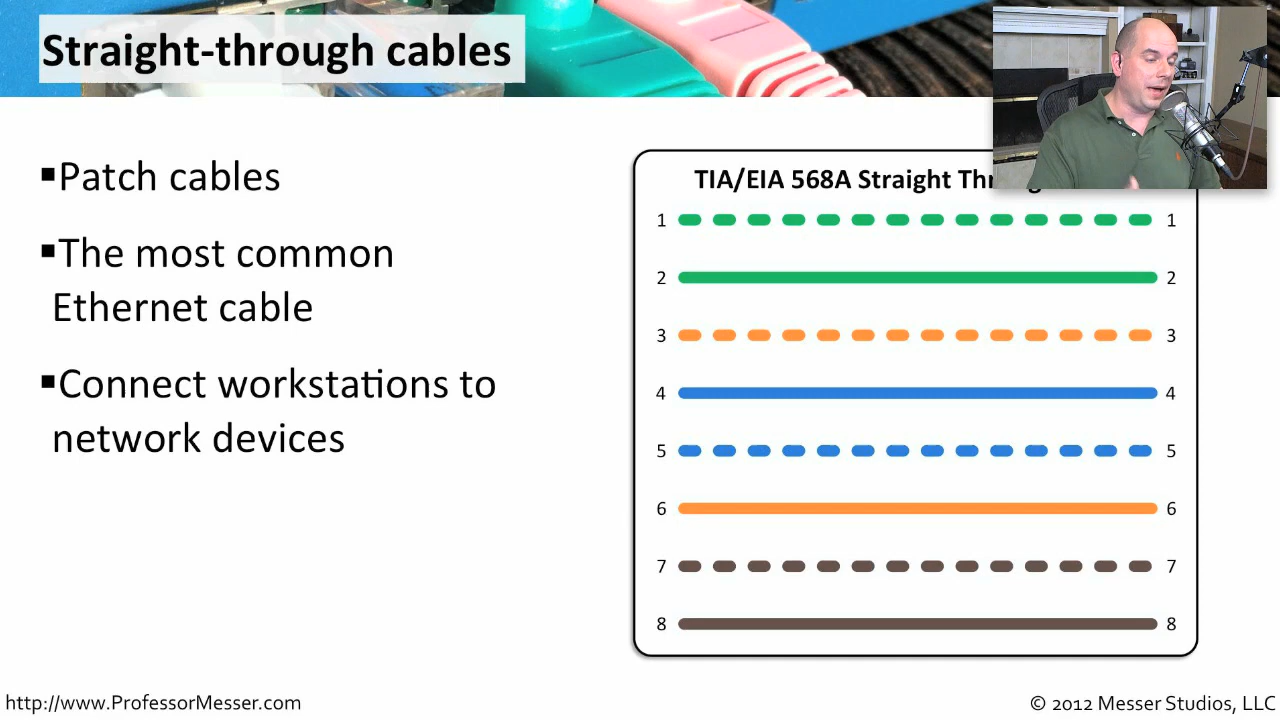 Straight-through cables
▪Patch cables
▪The most common
Ethernet cable
▪Connect workstations to
network devices
TIA/EIA 568A Straight
1 1
2 2
3 3
4 4
5 5
6 6
7 7
8 8
http://www.ProfessorMesser.com
© 2012 Messer Studios, LLC